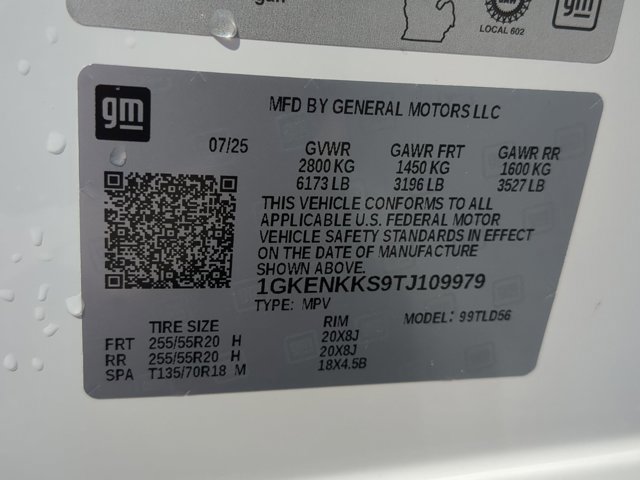 LOCAL 602
gm
gm
MFD BY GENERAL MOTORS LLC
07/25 GVWR GAWR FRT GAWR RR
2800 KG 1450 KG 1600 KG
6173 LB 3196 LB 3527 LB
THIS VEHICLE CONFORMS TO ALL
APPLICABLE U.S. FEDERAL MOTOR
VEHICLE SAFETY STANDARDS IN EFFECT
ON THE DATE OF MANUFACTURE
SHOWN ABOVE.
1GKENKKS9TJ109979
TYPE: MPV
MODEL: 99TLD56
TIRE SIZE RIM
FRT 255/55R20 H 20X8J
RR 255/55R20 H 20X8J
SPA T135/70R18 M 18X4.5B